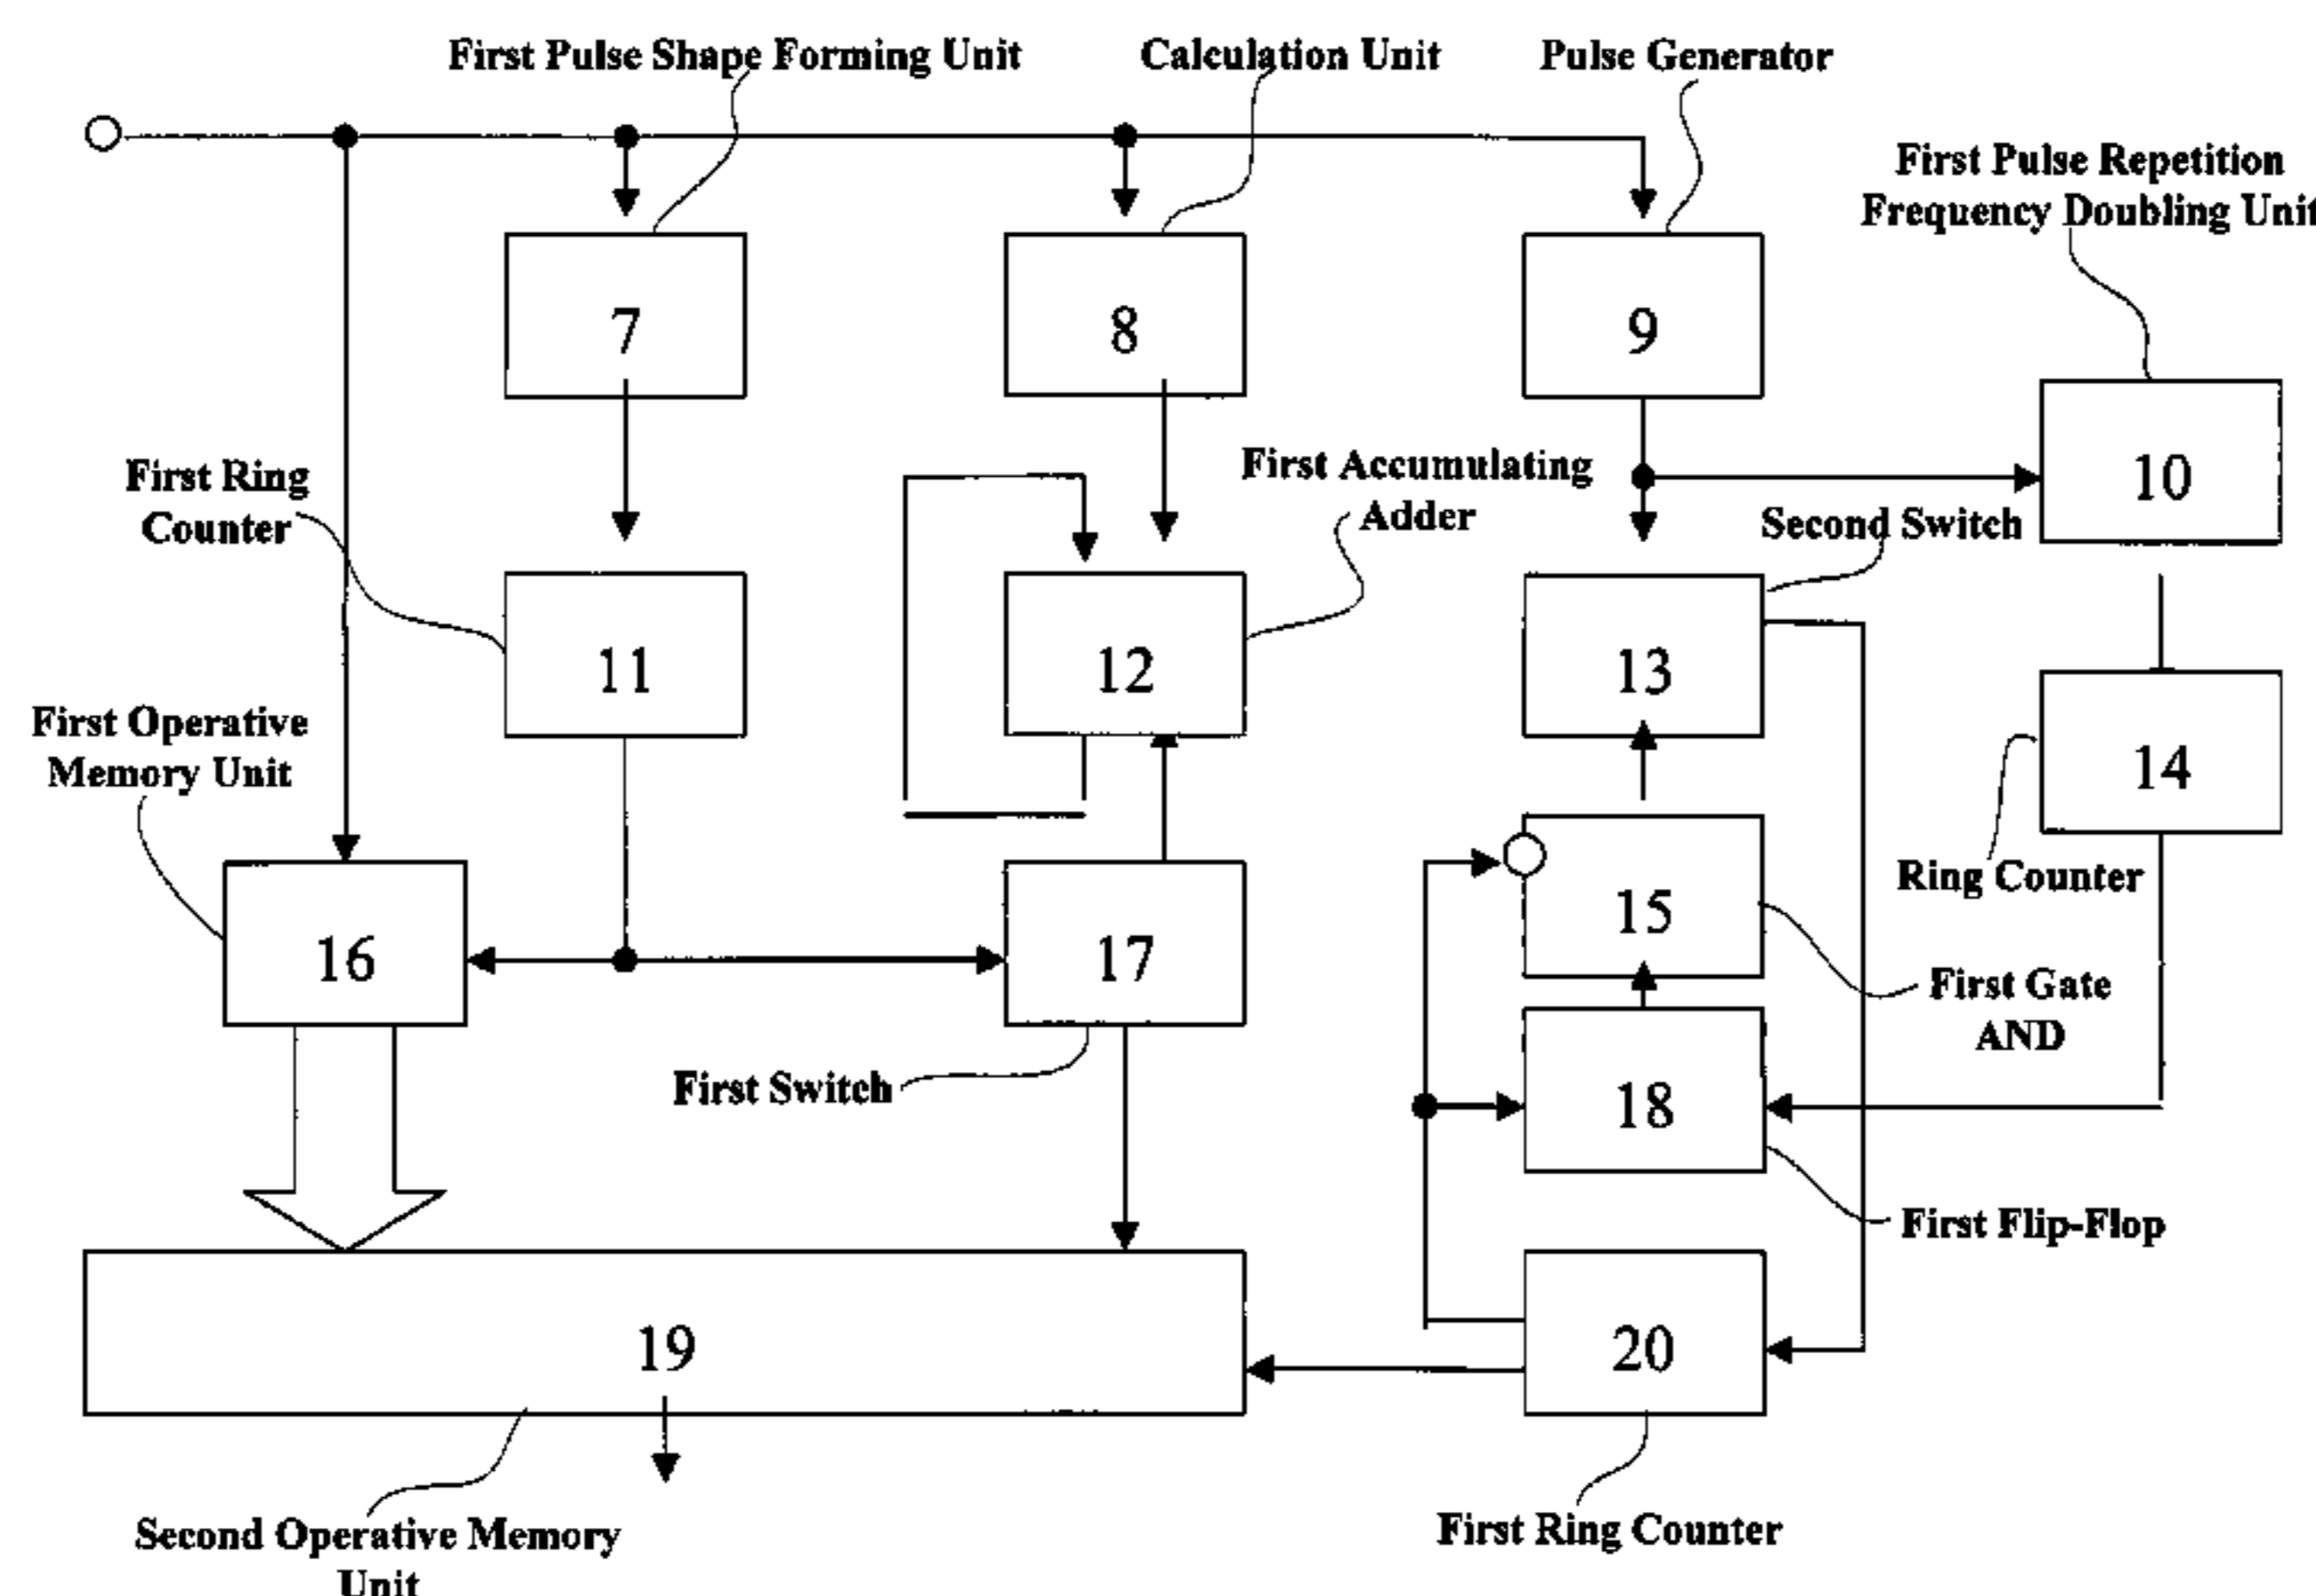 First Pulse Shape Forming Unit
Calculation Unit
Pulse Generator
First Pulse Repetition
Frequency Doubling Unit
7
8
9
10
First Ring
Counter
First Accumulating
Adder
Second Switch
11
12
13
14
First Operative
Memory Unit
Ring Counter
15
16
17
First Gate
AND
First Switch
18
First Flip-Flop
19
20
Second Operative Memory
Unit
First Ring Counter